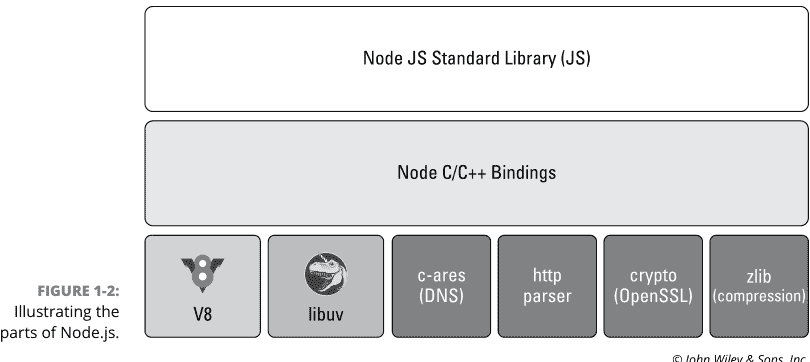 Node JS Standard Library (JS)
Node C/C++ Bindings
8
V8
libuv
c-ares
(DNS)
http
parser
crypto
(OpenSSL)
zlib
(compression)
FIGURE 1-2:
Illustrating the
parts of Node.js.
© John Wiley & Sons, Inc.